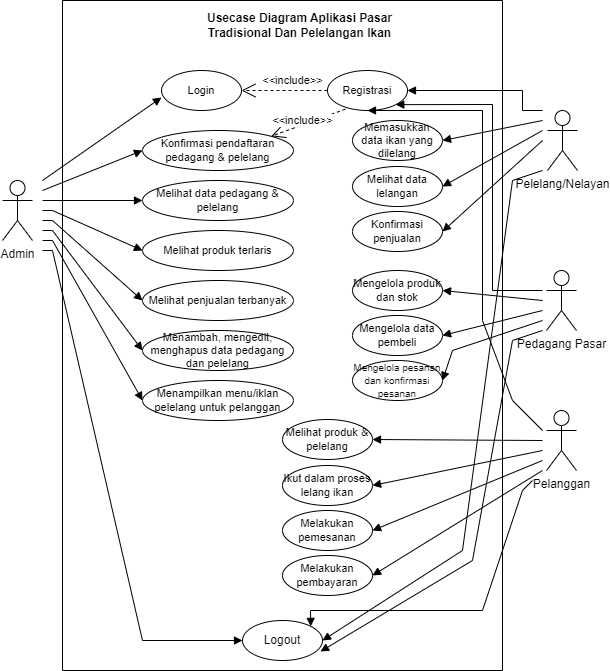 Usecase Diagram Aplikasi Pasar
Tradisional Dan Pelelangan Ikan
Login
<<include>>
Registrasi
<<include>>
Konfirmasi pendaftaran
pedagang & pelelang
Memasukkan
data ikan yang
dilelang
Pelelang/Nelayan
Melihat data pedagang &
pelelang
Melihat data
lelangan
Admin
Konfirmasi
penjualan
Melihat produk terlaris
Melihat penjualan terbanyak
Mengelola produk
dan stok
Menambah, mengedit,
menghapus data pedagang
dan pelelang
Mengelola data
pembeli
Pedagang Pasar
Mengelola pesanan
dan konfirmasi
pesanan
Menampilkan menu/iklan
pelelang untuk pelanggan
Melihat produk &
pelelang
Ikut dalam proses
lelang ikan
Pelanggan
Melakukan
pemesanan
Melakukan
pembayaran
Logout